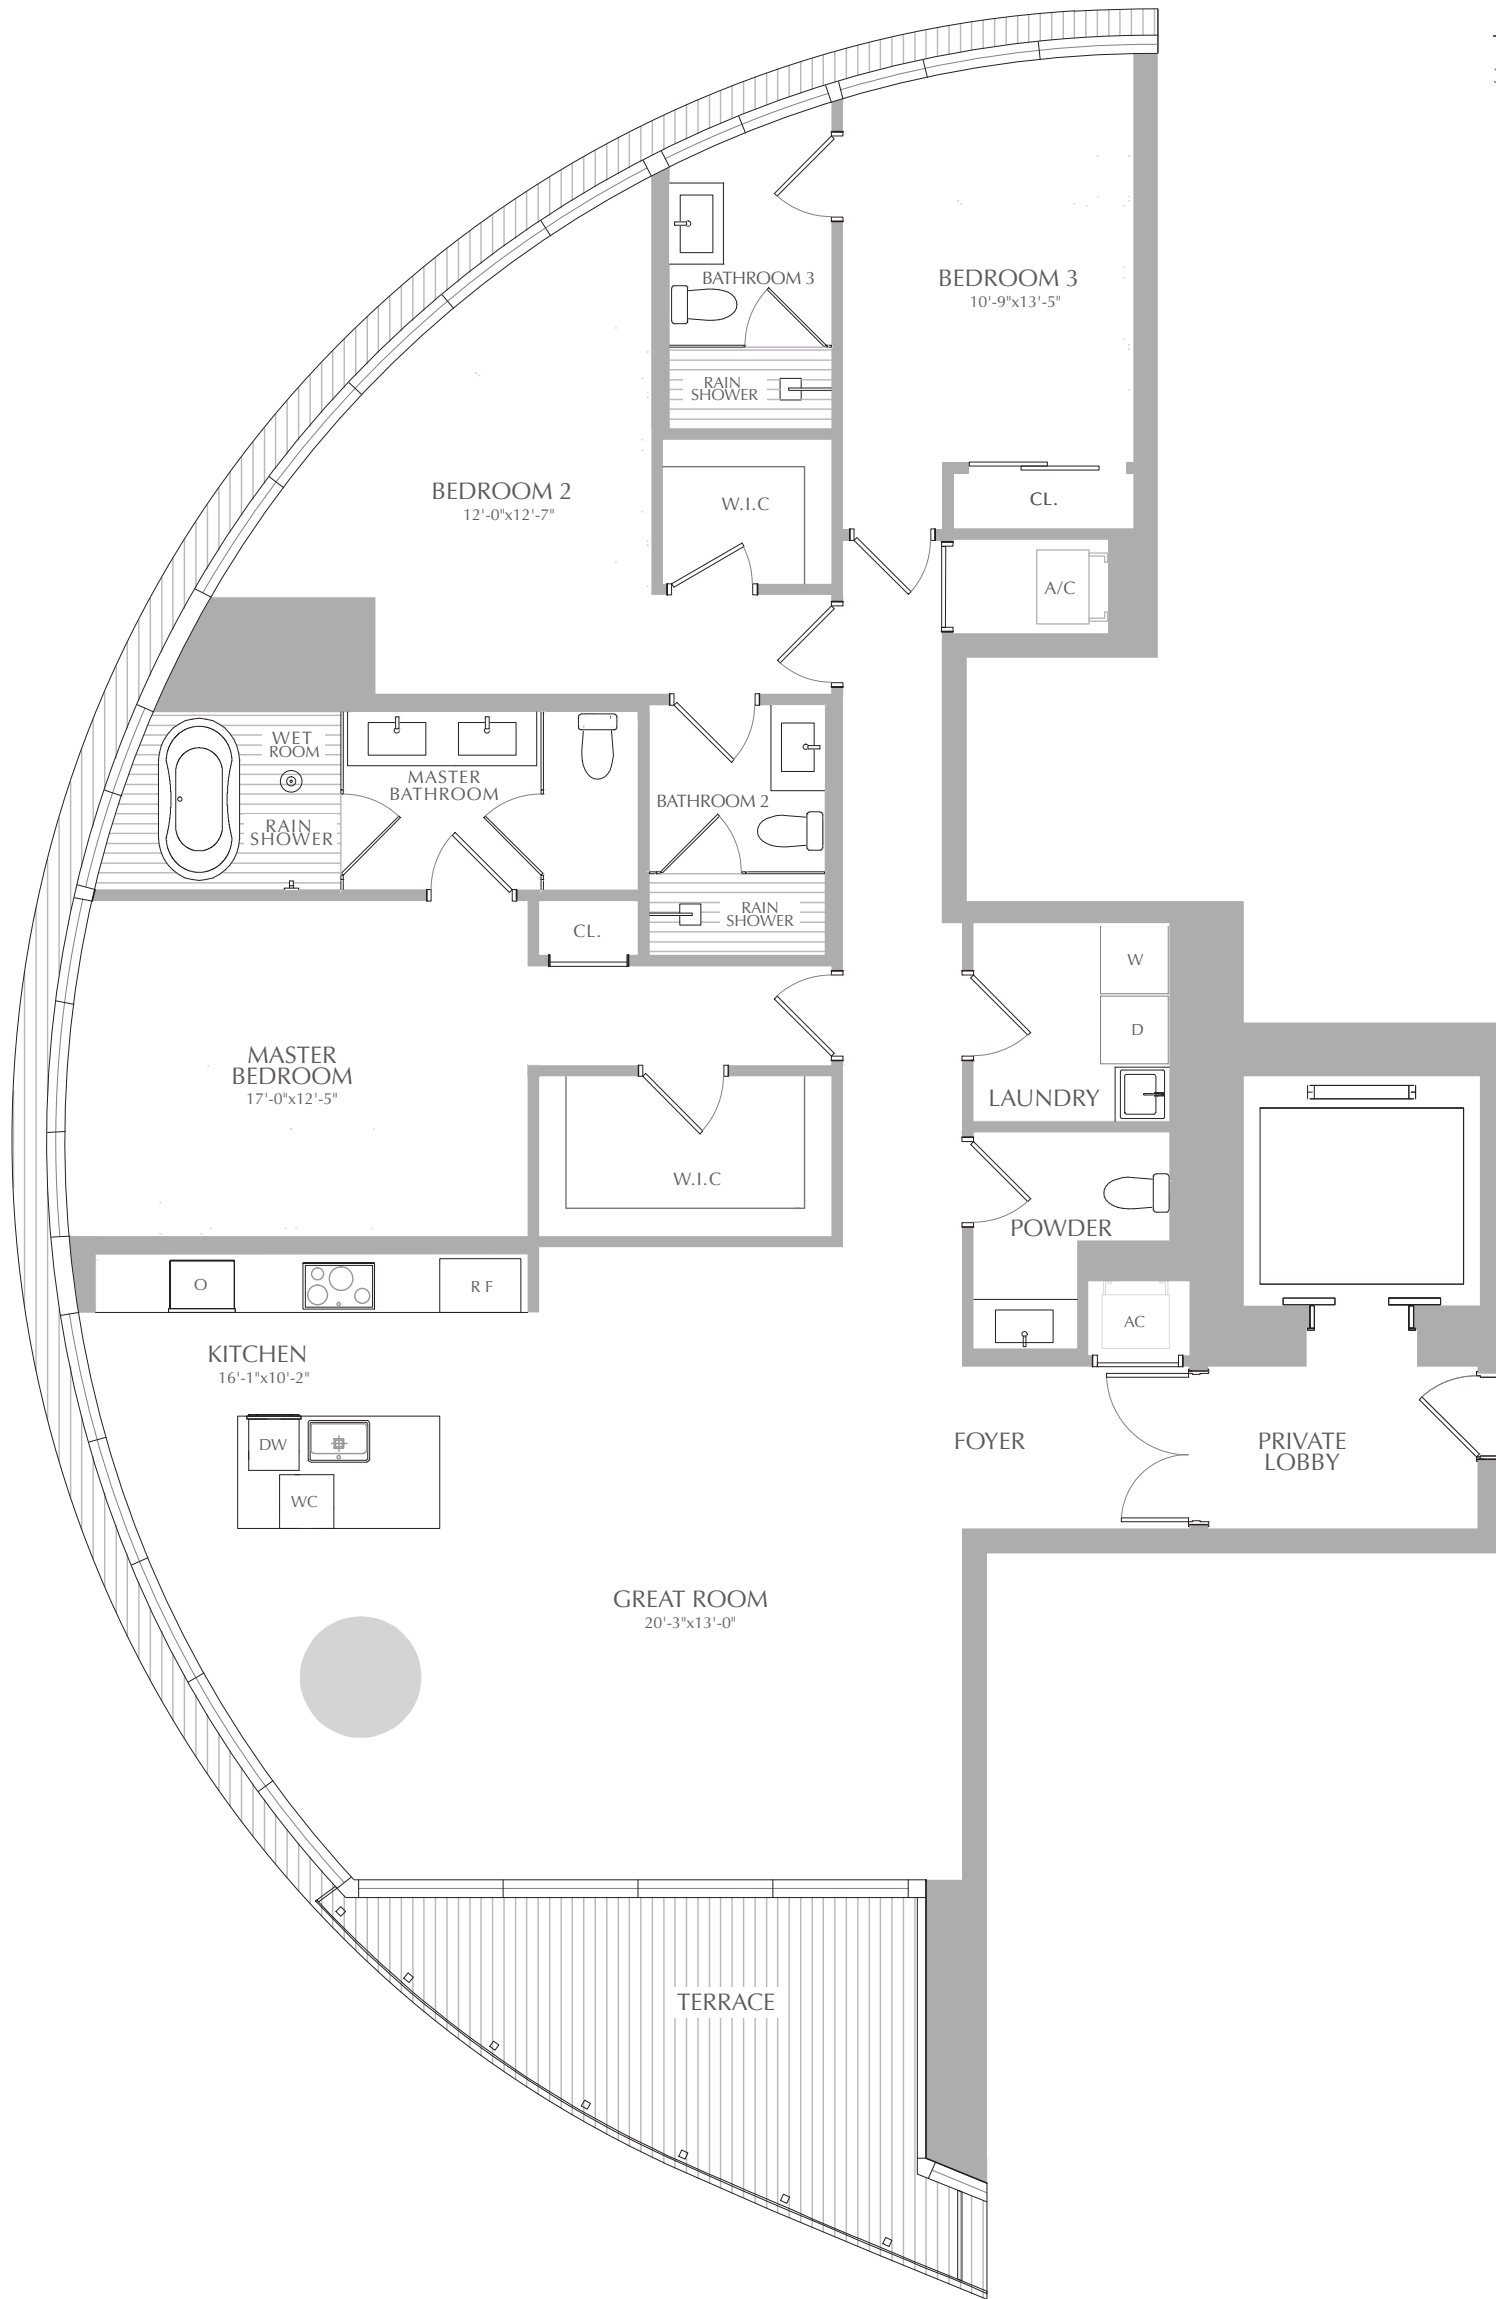 BATHROOM 3
BEDROOM 3
10'-9"x13'-5"
RAIN
SHOWER
BEDROOM 2
12'-0"x12'-7"
W.I.C
CL.
A/C
WET
ROOM
MASTER
BATHROOM
RAIN
SHOWER
BATHROOM 2
RAIN
SHOWER
CL.
W
D
MASTER
BEDROOM
17'-0"x12'-5"
LAUNDRY
W.I.C
POWDER
O
R F
AC
KITCHEN
16'-1"x10'-2"
DW
WC
FOYER
PRIVATE
LOBBY
GREAT ROOM
20'-3"x13'-0"
TERRACE